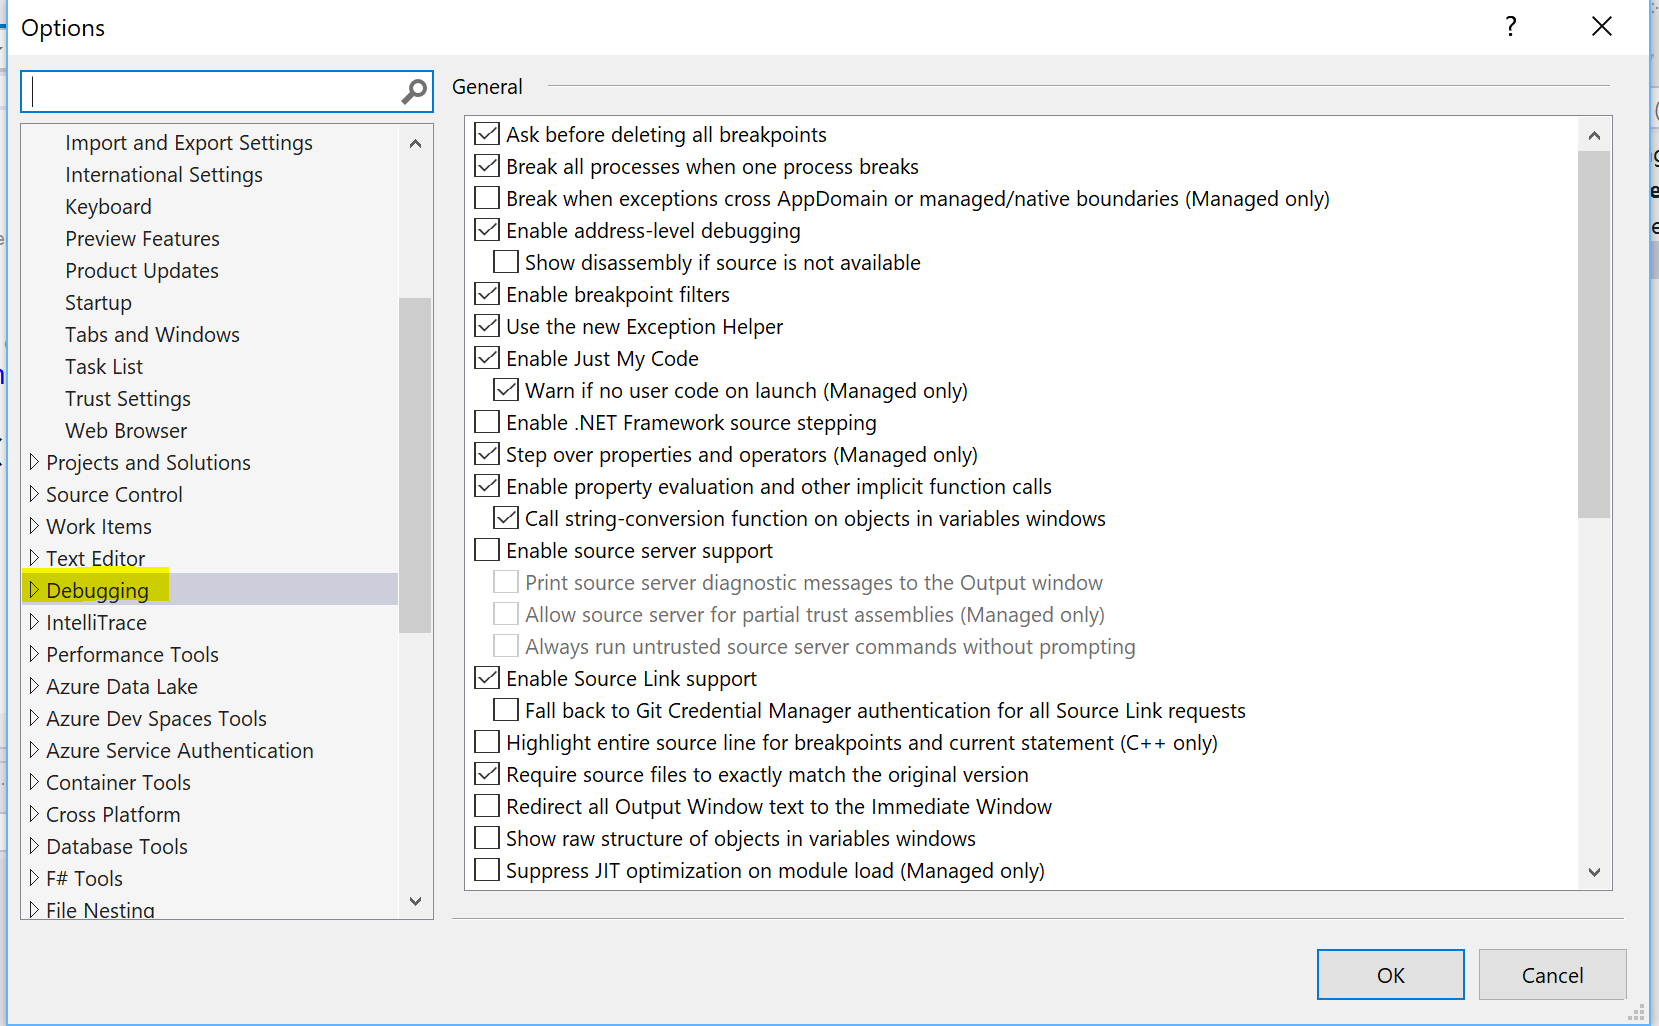 Options
?
General
Import and Export Settings
International Settings
Keyboard
Preview Features
Product Updates
Startup
Tabs and Windows
Task List
Trust Settings
Web Browser
Projects and Solutions
Source Control
Work Items
Text Editor
Debugging
IntelliTrace
Performance Tools
Azure Data Lake
Azure Dev Spaces Tools
Azure Service Authentication
Container Tools
Cross Platform
Database Tools
F# Tools
File Nesting
Ask before deleting all breakpoints
Break all processes when one process breaks
Break when exceptions cross AppDomain or managed/native boundaries (Managed only)
Enable address-level debugging
Show disassembly if source is not available
Enable breakpoint filters
Use the new Exception Helper
Enable Just My Code
Warn if no user code on launch (Managed only)
Enable .NET Framework source stepping
Step over properties and operators (Managed only)
Enable property evaluation and other implicit function calls
Call string-conversion function on objects in variables windows
Enable source server support
Print source server diagnostic messages to the Output window
Allow source server for partial trust assemblies (Managed only)
Always run untrusted source server commands without prompting
Enable Source Link support
Fall back to Git Credential Manager authentication for all Source Link requests
Highlight entire source line for breakpoints and current statement (C++ only)
Require source files to exactly match the original version
Redirect all Output Window text to the Immediate Window
Show raw structure of objects in variables windows
Suppress JIT optimization on module load (Managed only)
OK
Cancel